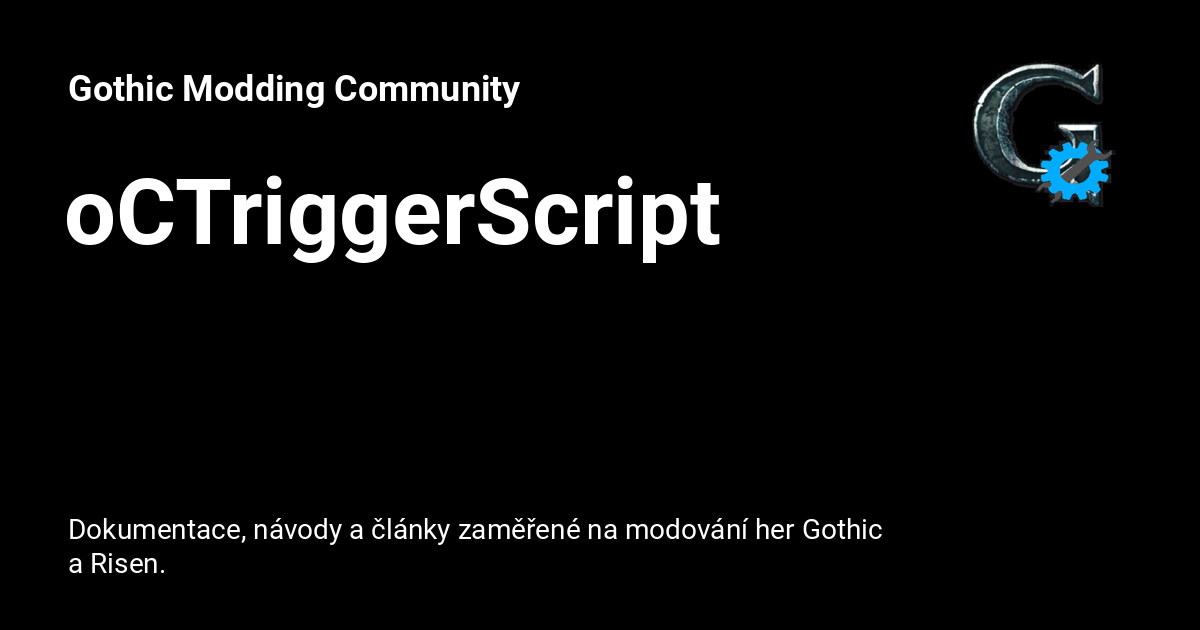 Gothic Modding Community
oCTriggerScript
Dokumentace, návody a články zaměřené na modování her Gothic
a Risen.